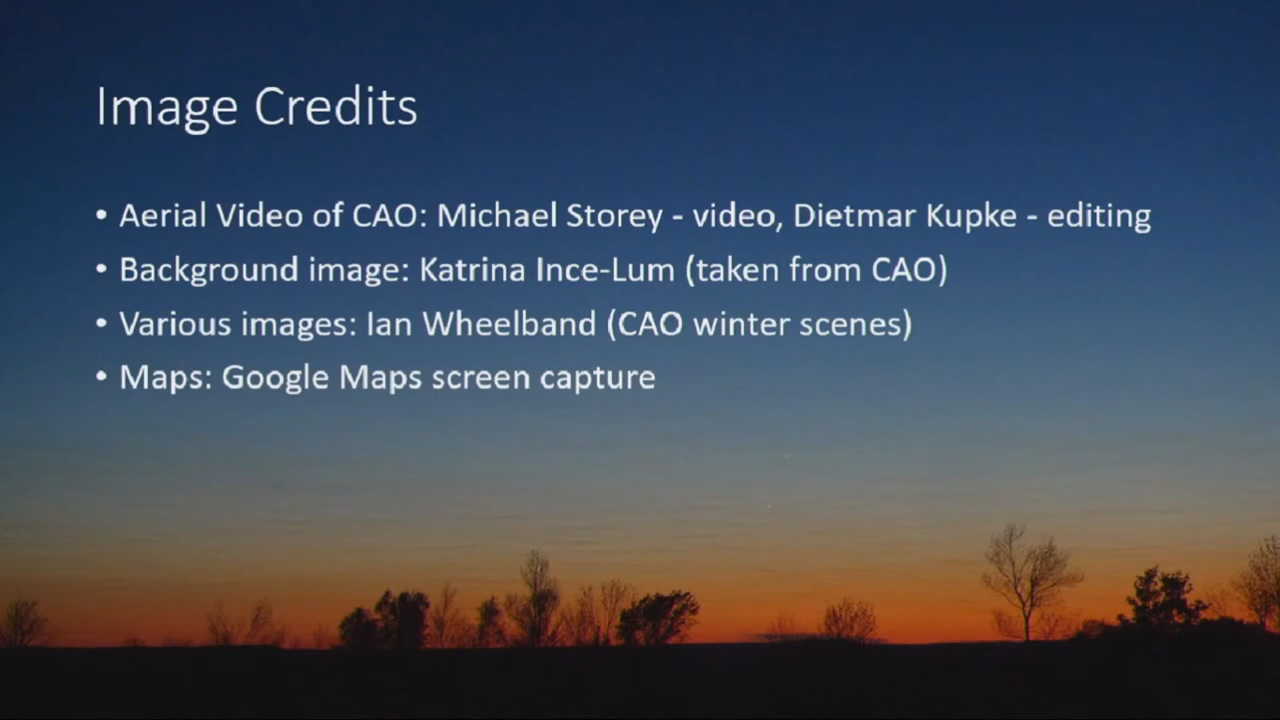 Image Credits
• Aerial Video of CAO: Michael Storey - video, Dietmar Kupke - editing
• Background image: Katrina Ince-Lum (taken from CAO)
• Various images: Ian Wheelband (CAO winter scenes)
• Maps: Google Maps screen capture